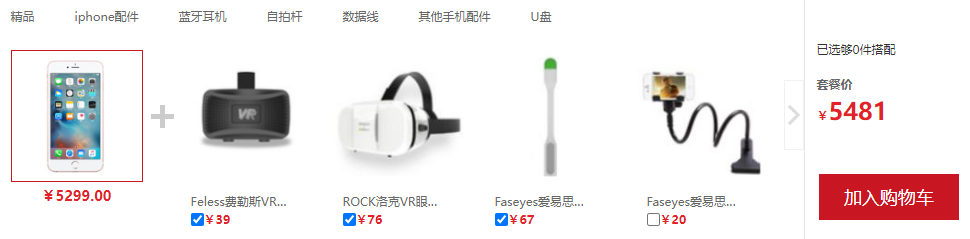 精品 iphone配件 蓝牙耳机 自拍杆 数据线 其他手机配件 U盘
VR
¥5299.00
Feless费勒斯VR...
¥39
ROCK洛克VR眼...
¥76
Faseyes爱易思...
¥67
Faseyes爱易思...
¥20
已选够0件搭配
套餐价
¥5481
加入购物车